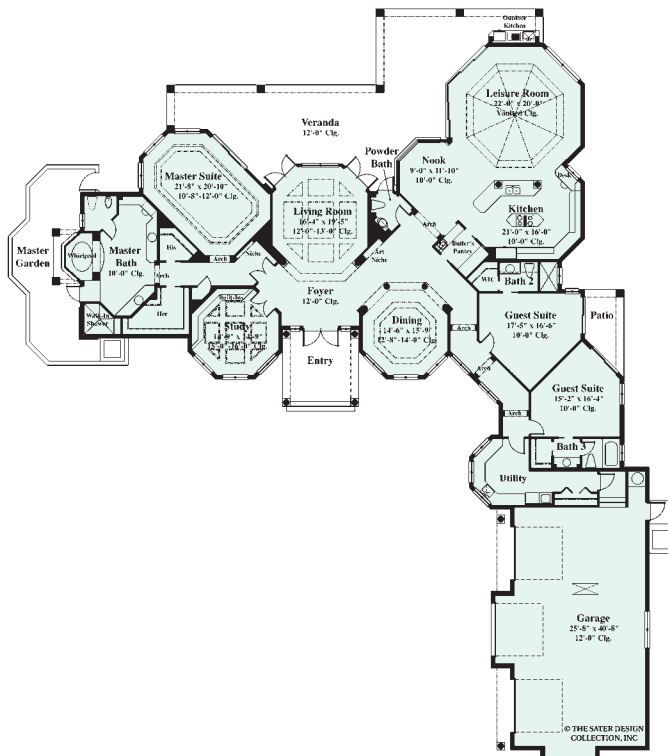 Outdoor
Kitchen
Leisure Room
22'-0" x 20'-0"
Vaulted Clg.
Veranda
12'-0" Clg.
Powder
Bath
Nook
9'-0" x 11'-10"
10'-0" Clg.
Desk
Master Suite
21'-8" x 20'-10"
10'-8"-12'-0" Clg.
Living Room
16'-4" x 19'-5"
12'-0"-13'-0" Clg.
Kitchen
21'-0" x 16'-0"
10'-0" Clg.
Master
Garden
Whirlpool
Master
Bath
10'-0" Clg.
His
Arch
Her
Walk-In
Shower
Arch
Niche
Art
Niche
Arch
Butler's
Pantry
WIC
Bath 2
Foyer
12'-0" Clg.
Study
Dining
14'-6" x 15'-9"
12'-8"-14'-0" Clg.
Arch
Guest Suite
17'-5" x 16'-6"
10'-0" Clg.
Patio
Entry
Arch
Guest Suite
15'-2" x 16'-4"
10'-0" Clg.
Arch
Bath 3
Utility
Garage
25'-8" x 40'-8"
12'-0" Clg.
© THE SATER DESIGN
COLLECTION, INC